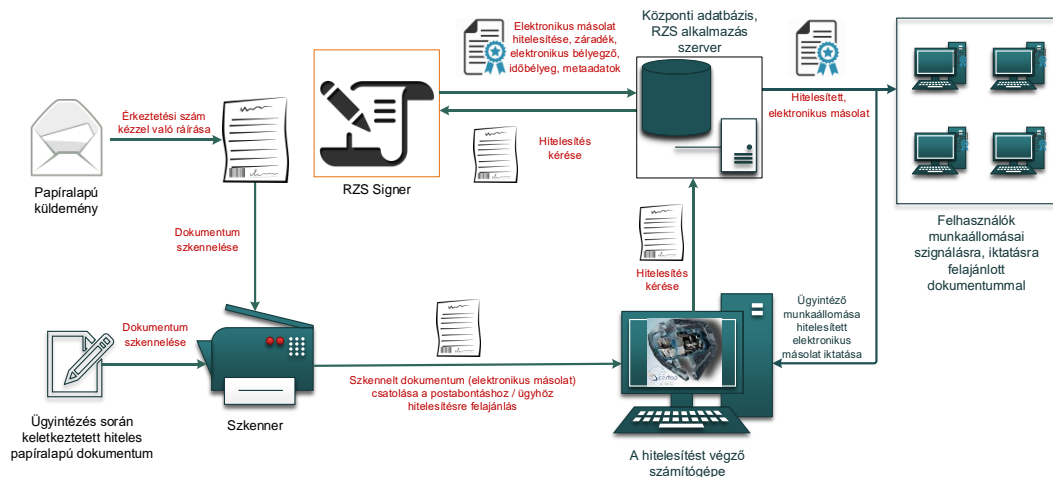 Elektronikus másolat
hitelesítése, záradék,
elektronikus bélyegző,
időbélyeg, metaadatok
Központi adatbázis,
RZS alkalmazás
szerver
Érkeztetési szám
kézzel való ráírása
Hitelesítés
kérése
Hitelesített,
elektronikus másolat
Papíralapú
küldemény
RZS Signer
Dokumentum
szkennelése
Hitelesítés
kérése
Felhasználók
munkaállomásai
szignálásra, iktatásra
felajánlott
dokumentummal
Dokumentum
szkennelése
Ügyintéző
munkaállomása
hitelesített
elektronikus
másolat iktatása
Szkennelt dokumentum (elektronikus másolat)
csatolása a postabontáshoz / ügyhöz
hitelesítésre felajánlás
Ügyintézés során
keletkeztetett hiteles
papíralapú dokumentum
Szkenner
A hitelesítést végző
számítógépe